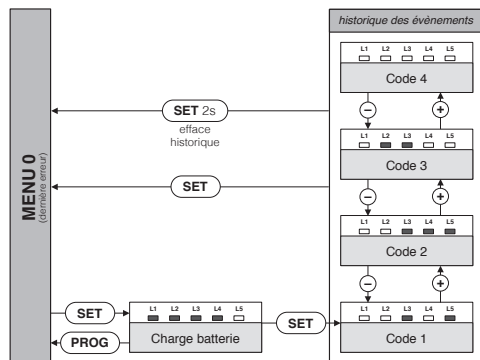 historique des évènements
L1 L2 L3 L4 L5
Code 4
− +
SET 2s
efface
historique
L1 L2 L3 L4 L5
Code 3
SET
− +
MENU 0
(dernière erreur)
L1 L2 L3 L4 L5
Code 2
− +
SET
L1 L2 L3 L4 L5
Charge batterie
PROG
SET
L1 L2 L3 L4 L5
Code 1